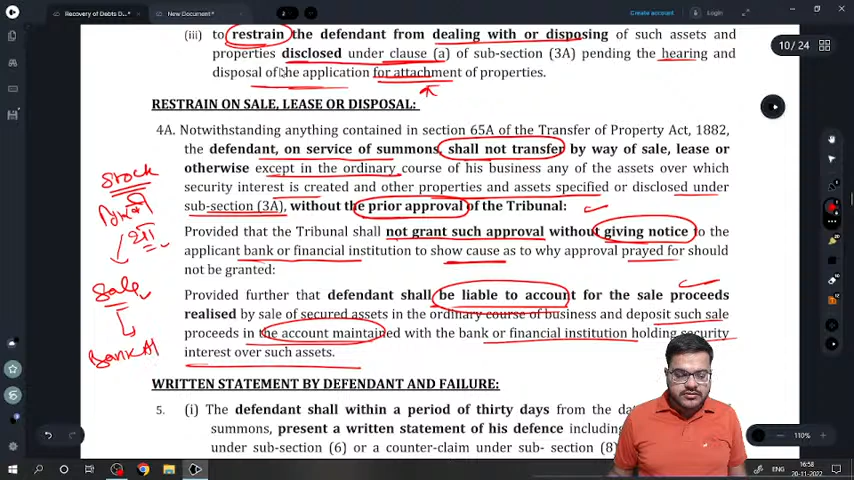 Recovery of Debts D...
New Document*
2
Create account
Login
(iii) to restrain the defendant from dealing with or disposing of such assets and
10 / 24
properties disclosed under clause (a) of sub-section (3A) pending the hearing and
disposal of the application for attachment of properties.
RESTRAIN ON SALE, LEASE OR DISPOSAL:
4A. Notwithstanding anything contained in section 65A of the Transfer of Property Act, 1882,
the defendant, on service of summons, shall not transfer by way of sale, lease or
otherwise except in the ordinary course of his business any of the assets over which
security interest is created and other properties and assets specified or disclosed under
sub-section (3A), without the prior approval of the Tribunal:
Stock
Provided that the Tribunal shall not grant such approval without giving notice to the
applicant bank or financial institution to show cause as to why approval prayed for should
not be granted:
Sale
Provided further that defendant shall be liable to account for the sale proceeds
realised by sale of secured assets in the ordinary course of business and deposit such sale
proceeds in the account maintained with the bank or financial institution holding security
interest over such assets.
Bank A/
WRITTEN STATEMENT BY DEFENDANT AND FAILURE:
5. (i) The defendant shall within a period of thirty days from the da
summons, present a written statement of his defence including
under sub-section (6) or a counter-claim under sub- section (8)
110%
ENG
16:58
20-11-2022